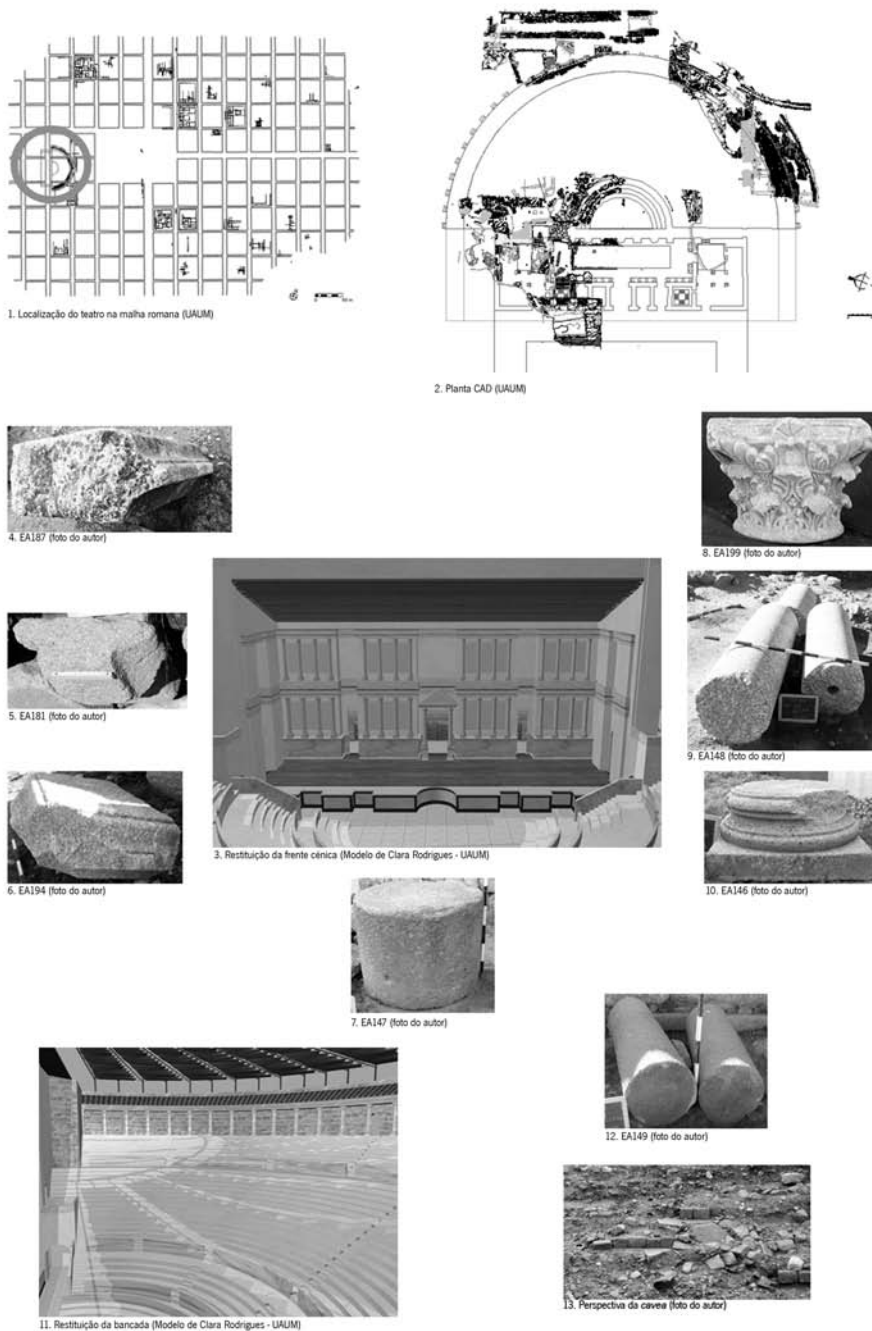 1. Localização do teatro na malha romana (UAUM)
2. Planta CAD (UAUM)
4. EA187 (foto do autor)
8. EA199 (foto do autor)
5. EA181 (foto do autor)
9. EA148 (foto do autor)
6. EA194 (foto do autor)
3. Restituição da frente cénica (Modelo de Clara Rodrigues - UAUM)
10. EA146 (foto do autor)
7. EA147 (foto do autor)
12. EA149 (foto do autor)
11. Restituição da bancada (Modelo de Clara Rodrigues - UAUM)
13. Perspectiva da cavea (foto do autor)